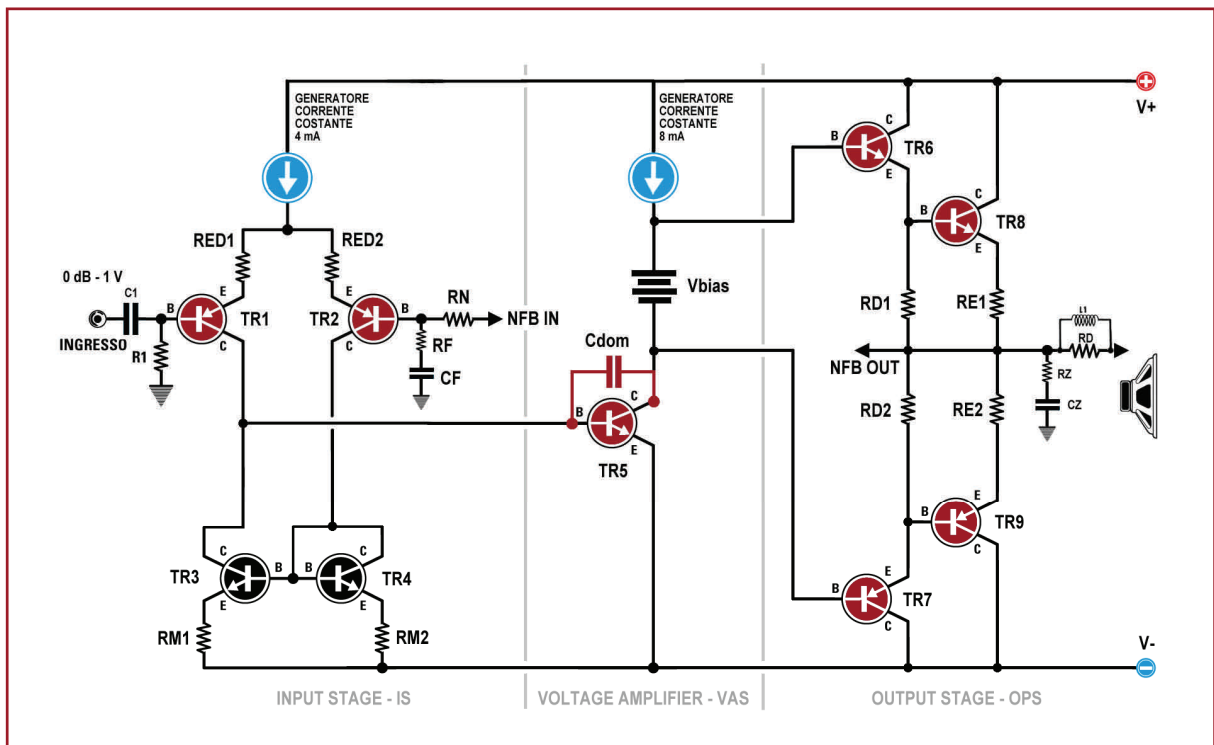 GENERATORE
CORRENTE
COSTANTE
4 mA
GENERATORE
CORRENTE
COSTANTE
8 mA
V+
B
C
E
TR6
B
C
E
TR8
RED1
RED2
0 dB - 1 V
C1
INGRESSO
R1
B
E
C
TR1
TR2
E
B
C
RN
NFB IN
RF
CF
Vbias
Cdom
B
C
E
TR5
RD1
RE1
NFB OUT
L1
RD
RZ
CZ
RD2
RE2
TR3
C
B
E
B
C
E
TR4
RM1
RM2
B
E
C
TR9
B
E
C
TR7
V-
INPUT STAGE - IS
VOLTAGE AMPLIFIER - VAS
OUTPUT STAGE - OPS